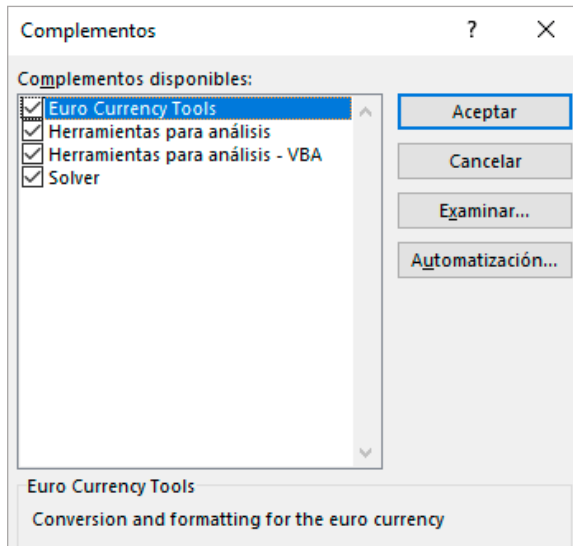 Complementos
?
Complementos disponibles:
Euro Currency Tools
Herramientas para análisis
Herramientas para análisis - VBA
Solver
Aceptar
Cancelar
Examinar...
Automatización...
Euro Currency Tools
Conversion and formatting for the euro currency